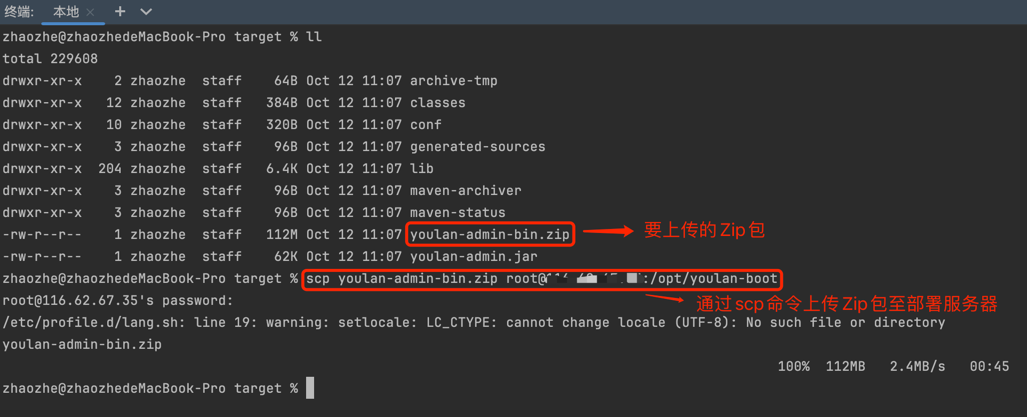 终端: 本地 × +
zhaozhe@zhaozhedeMacBook-Pro target % ll
total 229608
drwxr-xr-x 2 zhaozhe staff 64B Oct 12 11:07 archive-tmp
drwxr-xr-x 12 zhaozhe staff 384B Oct 12 11:07 classes
drwxr-xr-x 10 zhaozhe staff 320B Oct 12 11:07 conf
drwxr-xr-x 3 zhaozhe staff 96B Oct 12 11:07 generated-sources
drwxr-xr-x 204 zhaozhe staff 6.4K Oct 12 11:07 lib
drwxr-xr-x 3 zhaozhe staff 96B Oct 12 11:07 maven-archiver
drwxr-xr-x 3 zhaozhe staff 96B Oct 12 11:07 maven-status
-rw-r--r-- 1 zhaozhe staff 112M Oct 12 11:07 youlan-admin-bin.zip 要上传的Zip包
-rw-r--r-- 1 zhaozhe staff 62K Oct 12 11:07 youlan-admin.jar
zhaozhe@zhaozhedeMacBook-Pro target % scp youlan-admin-bin.zip root@ :/opt/youlan-boot
root@116.62.67.35's password:
通过scp命令上传Zip包至部署服务器
/etc/profile.d/lang.sh: line 19: warning: setlocale: LC_CTYPE: cannot change locale (UTF-8): No such file or directory
youlan-admin-bin.zip
100% 112MB 2.4MB/s 00:45
zhaozhe@zhaozhedeMacBook-Pro target %